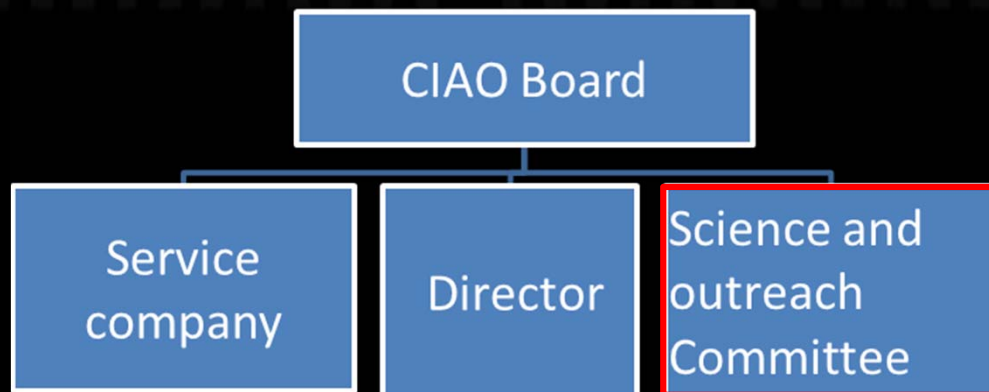 CIAO Board
Service
company
Director
Science and
outreach
Committee